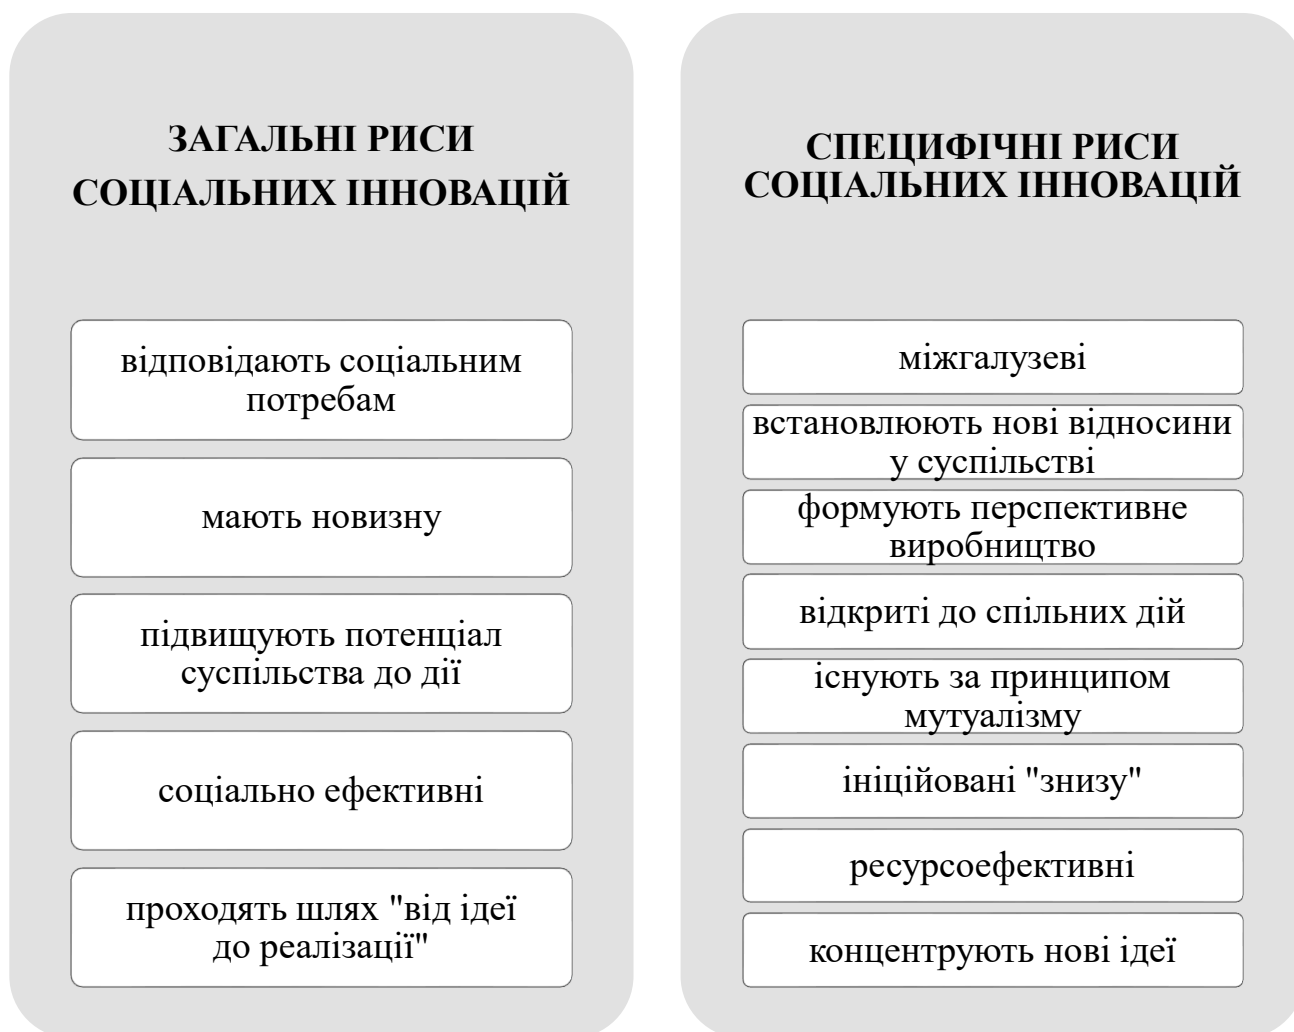 ЗАГАЛЬНІ РИСИ
СОЦІАЛЬНИХ ІННОВАЦІЙ
відповідають соціальним
потребам
мають новизну
підвищують потенціал
суспільства до дії
соціально ефективні
проходять шлях "від ідеї
до реалізації"
СПЕЦИФІЧНІ РИСИ
СОЦІАЛЬНИХ ІННОВАЦІЙ
міжгалузеві
встановлюють нові відносини
у суспільстві
формують перспективне
виробництво
відкриті до спільних дій
існують за принципом
мутуалізму
ініційовані "знизу"
ресурсоефективні
концентрують нові ідеї